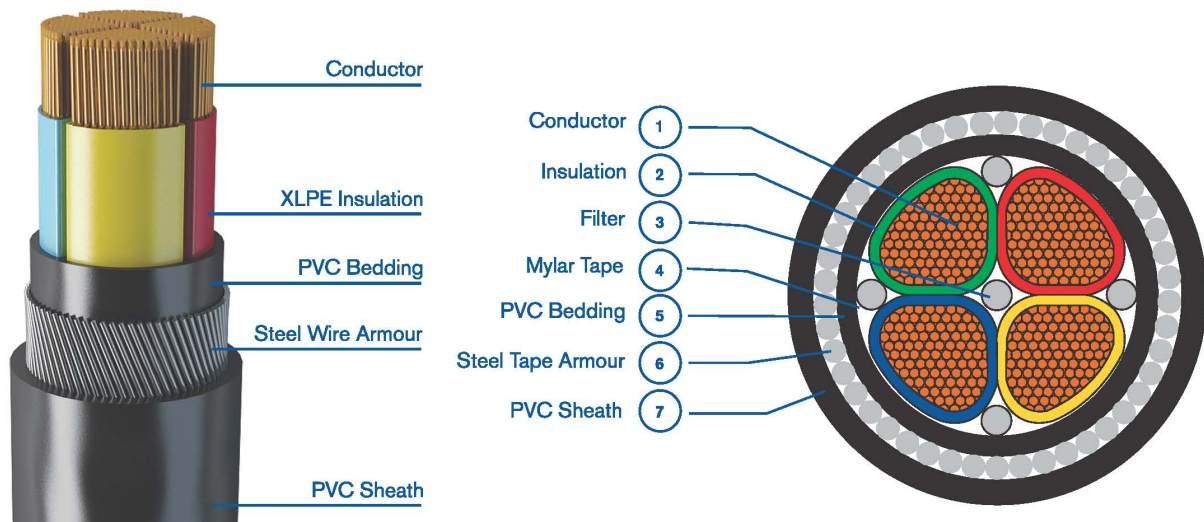 Conductor
XLPE Insulation
PVC Bedding
Steel Wire Armour
PVC Sheath
Conductor 1
Insulation 2
Filter 3
Mylar Tape 4
PVC Bedding 5
Steel Tape Armour 6
PVC Sheath 7